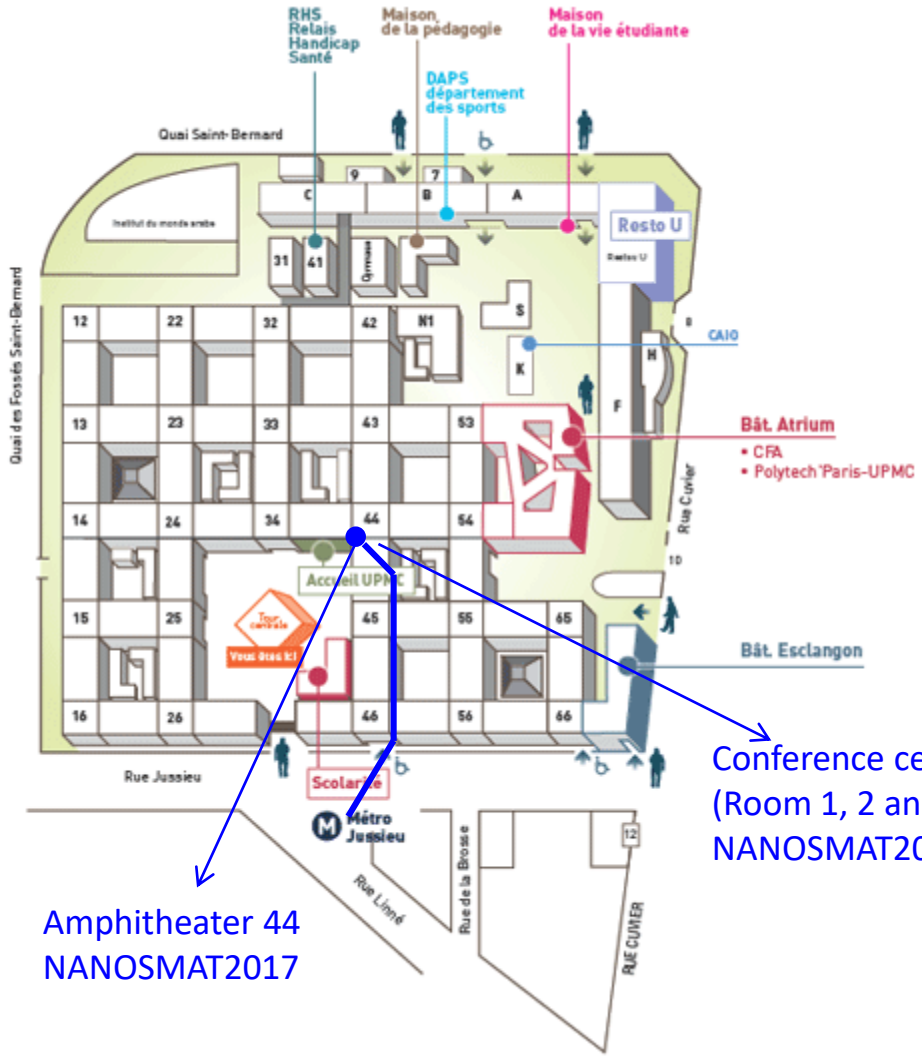 RHS
Relais
Handicap
Santé
Maison
de la pédagogie
Maison
de la vie étudiante
DAPS
département
des sports
Quai Saint-Bernard
9
7
C
B
A
Institut du monde arabe
Resto U
Restos U
31
41
Gymnase
S
Quai des Fossés Saint-Bernard
12
22
32
42
N1
8
CAIO
K
H
F
13
23
33
43
53
Bât. Atrium
• CFA
• Polytech'Paris-UPMC
Rue Cuvier
14
24
34
44
54
10
Accueil UPMC
15
25
Tour
centrale
Vous êtes ici
45
55
65
Bât. Esclangon
16
26
46
56
66
Rue Jussieu
Scolarité
M
Métro
Jussieu
Conference ce
(Room 1, 2 an
NANOSMAT20
12
Rue Linné
Rue de la Brosse
RUE CUVIER
Amphitheater 44
NANOSMAT2017